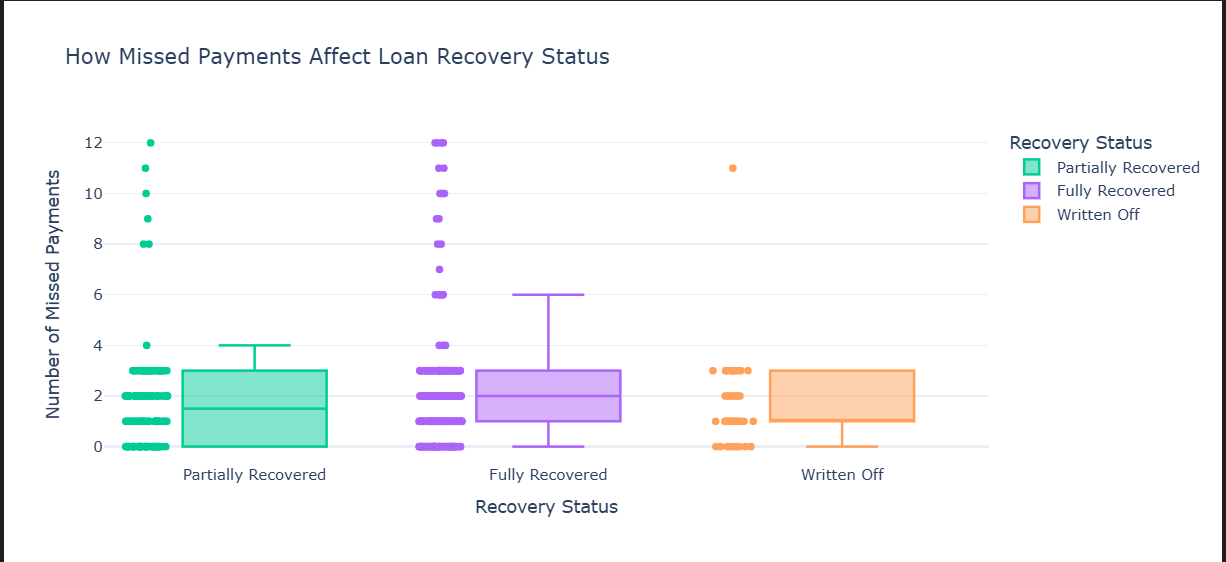 How Missed Payments Affect Loan Recovery Status
Number of Missed Payments
12
10
8
6
4
2
0
Partially Recovered
Fully Recovered
Written Off
Recovery Status
Recovery Status
Partially Recovered
Fully Recovered
Written Off